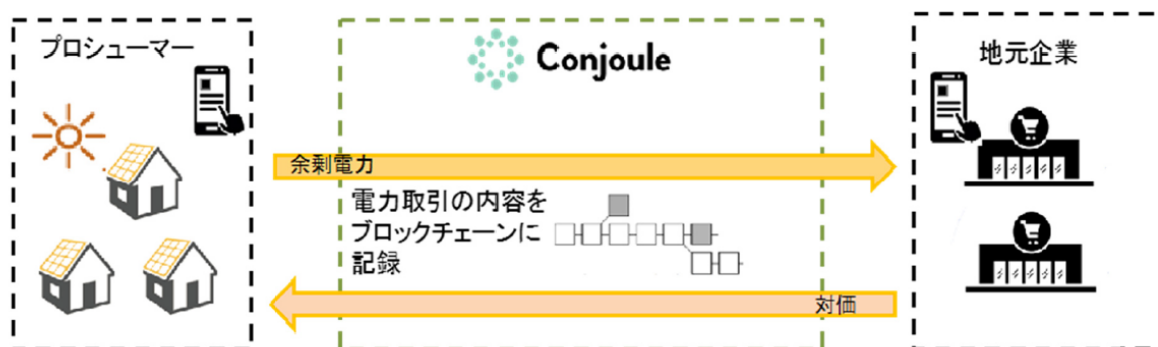 プロシューマー
Conjoule
地元企業
余剰電力
電力取引の内容を
ブロックチェーンに
記録
対価